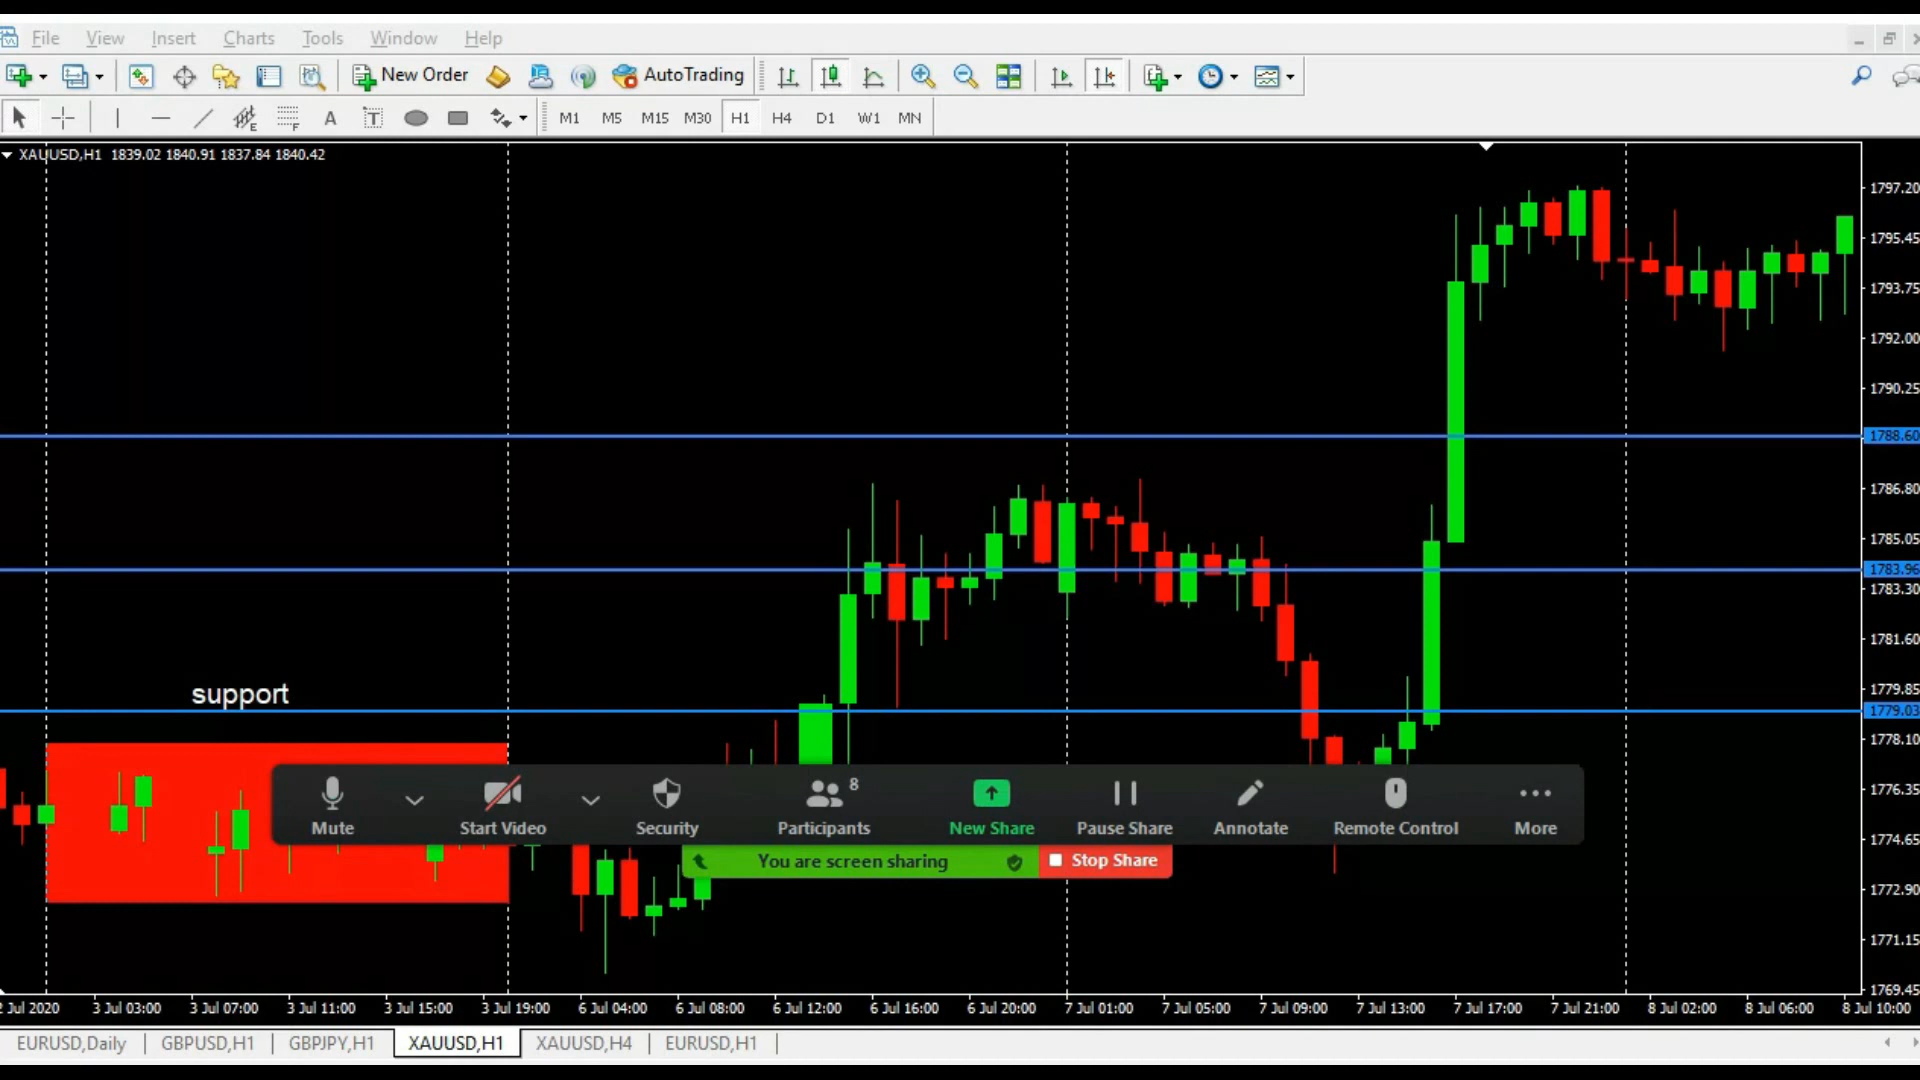 File View Insert Charts Tools Window Help
New Order AutoTrading
E F A T M1 M5 M15 M30 H1 H4 D1 W1 MN
XAUUSD,H1 1839.02 1840.91 1837.84 1840.42
1797.20
1795.45
1793.75
1792.00
1790.25
1788.60
1786.80
1785.05
1783.96
1783.30
1781.60
support
1779.85
1779.03
1778.10
1776.35
8
Mute Start Video Security Participants New Share Pause Share Annotate Remote Control More
1774.65
You are screen sharing Stop Share
1772.90
1771.15
1769.45
2 Jul 2020 3 Jul 03:00 3 Jul 07:00 3 Jul 11:00 3 Jul 15:00 3 Jul 19:00 6 Jul 04:00 6 Jul 08:00 6 Jul 12:00 6 Jul 16:00 6 Jul 20:00 7 Jul 01:00 7 Jul 05:00 7 Jul 09:00 7 Jul 13:00 7 Jul 17:00 7 Jul 21:00 8 Jul 02:00 8 Jul 06:00 8 Jul 10:00
EURUSD,Daily GBPUSD,H1 GBPJPY,H1 XAUUSD,H1 XAUUSD,H4 EURUSD,H1